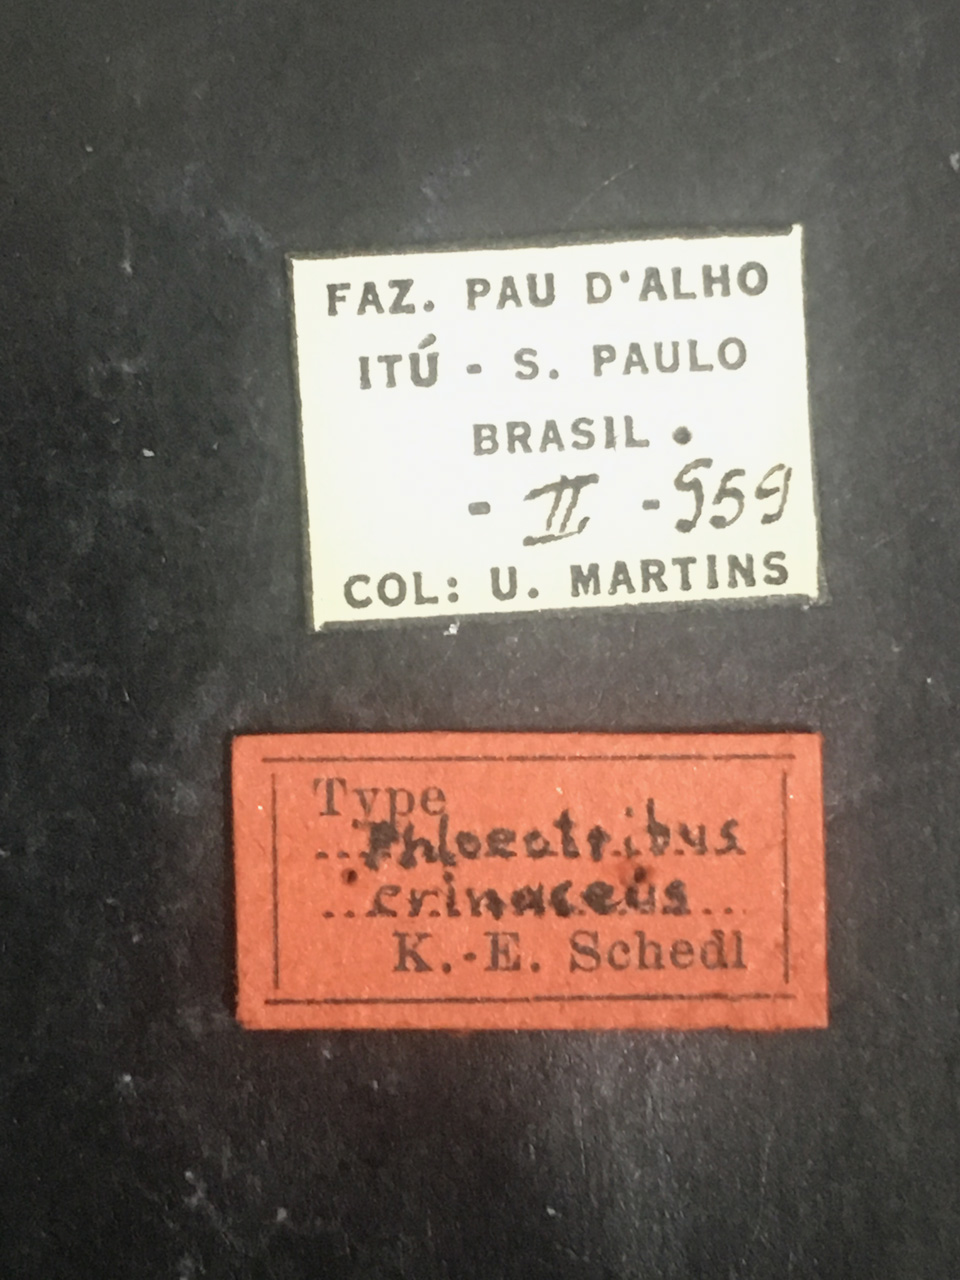 FAZ. PAU D'ALHO
ITÚ - S. PAULO
BRASIL.
- II - 959
COL: U. MARTINS
Type
Phloeotribus
erinaceus
K. E. Schedl